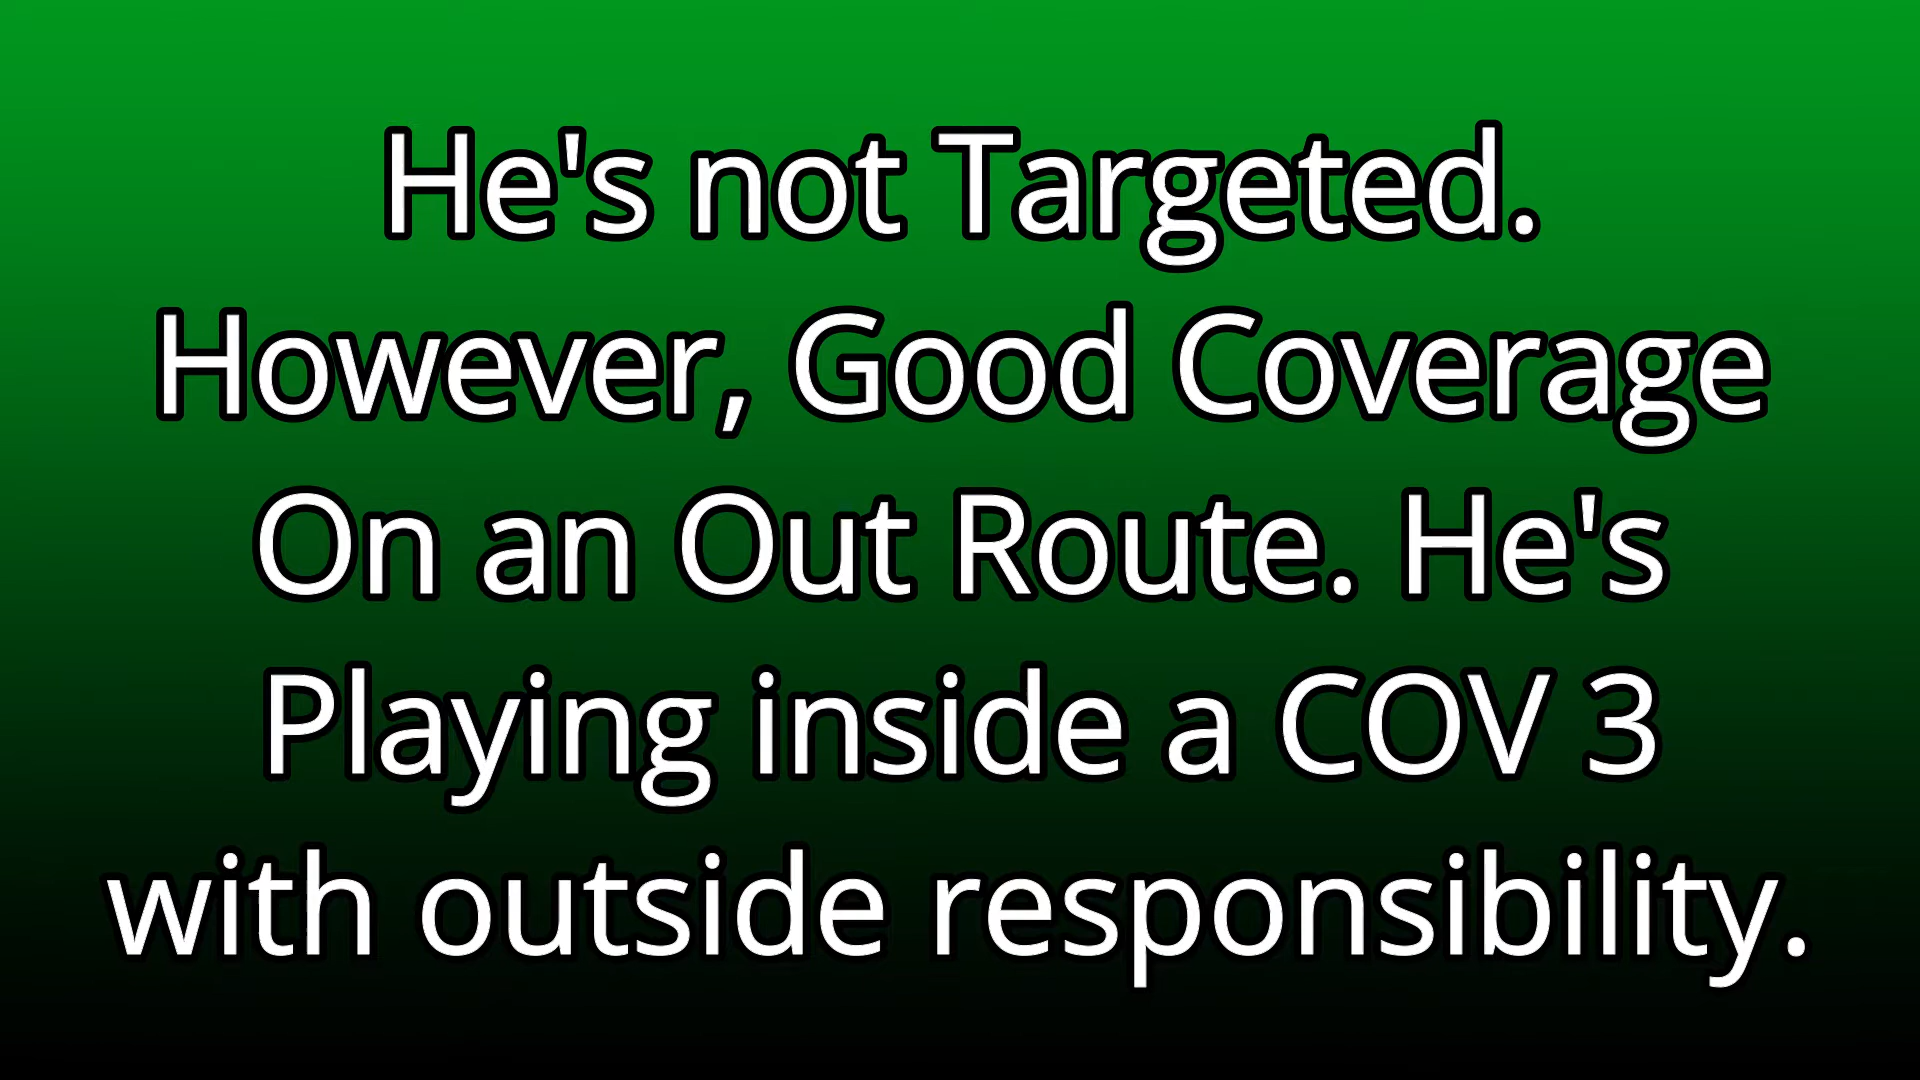 He's not Targeted.
However, Good Coverage
On an Out Route. He's
Playing inside a COV 3
with outside responsibility.